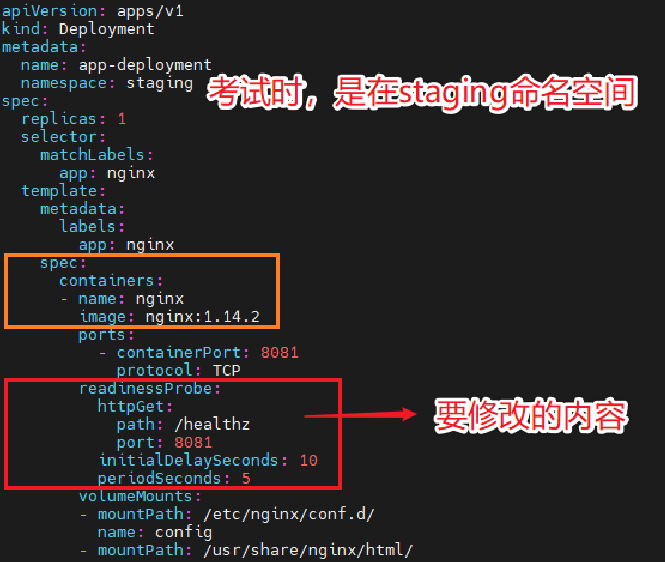 apiVersion: apps/v1
kind: Deployment
metadata:
  name: app-deployment
  namespace: staging
考试时，是在staging命名空间
spec:
  replicas: 1
  selector:
    matchLabels:
      app: nginx
  template:
    metadata:
      labels:
        app: nginx
    spec:
      containers:
      - name: nginx
        image: nginx:1.14.2
        ports:
          - containerPort: 8081
            protocol: TCP
        readinessProbe:
          httpGet:
            path: /healthz
            port: 8081
          initialDelaySeconds: 10
          periodSeconds: 5
要修改的内容
        volumeMounts:
        - mountPath: /etc/nginx/conf.d/
          name: config
        - mountPath: /usr/share/nginx/html/